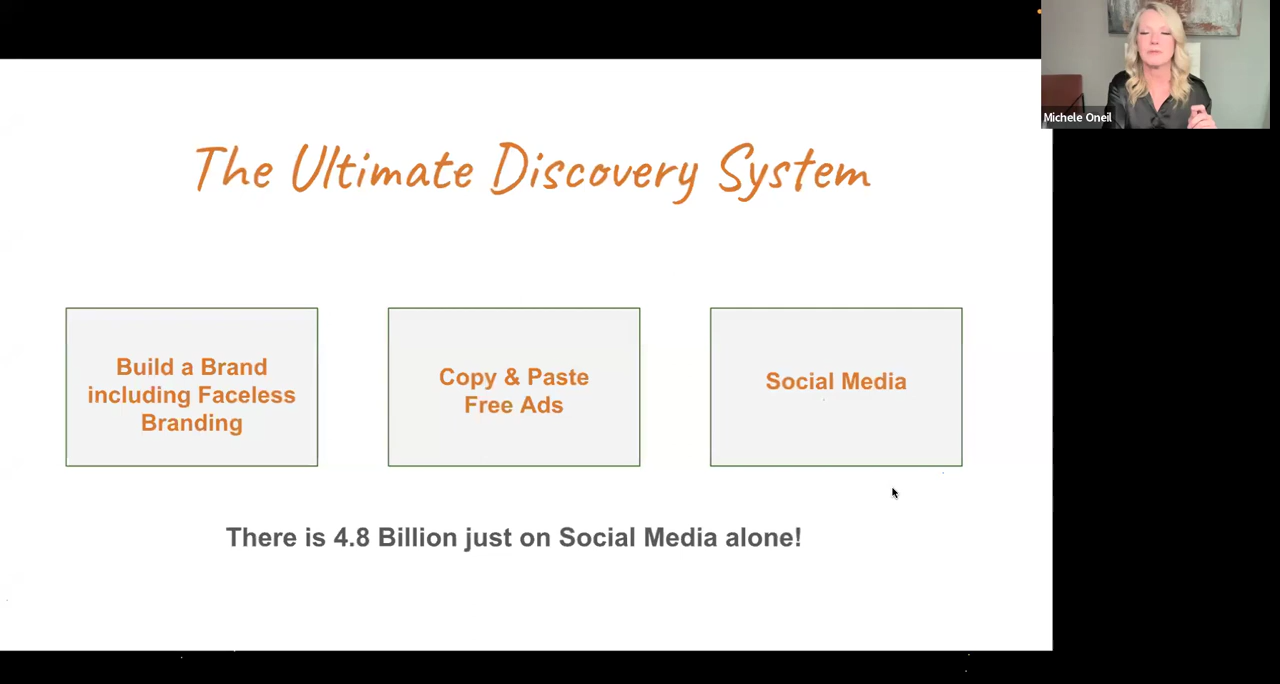 Michele Oneil
The Ultimate Discovery System
Build a Brand
including Faceless
Branding
Copy & Paste
Free Ads
Social Media
There is 4.8 Billion just on Social Media alone!